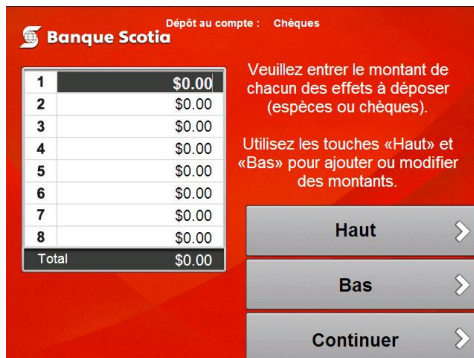 Dépôt au compte : Chèques
Banque Scotia
1 $0.00
2 $0.00
3 $0.00
4 $0.00
5 $0.00
6 $0.00
7 $0.00
8 $0.00
Total $0.00
Veuillez entrer le montant de
chacun des effets à déposer
(espèces ou chèques).
Utilisez les touches «Haut» et
«Bas» pour ajouter ou modifier
des montants.
Haut
Bas
Continuer